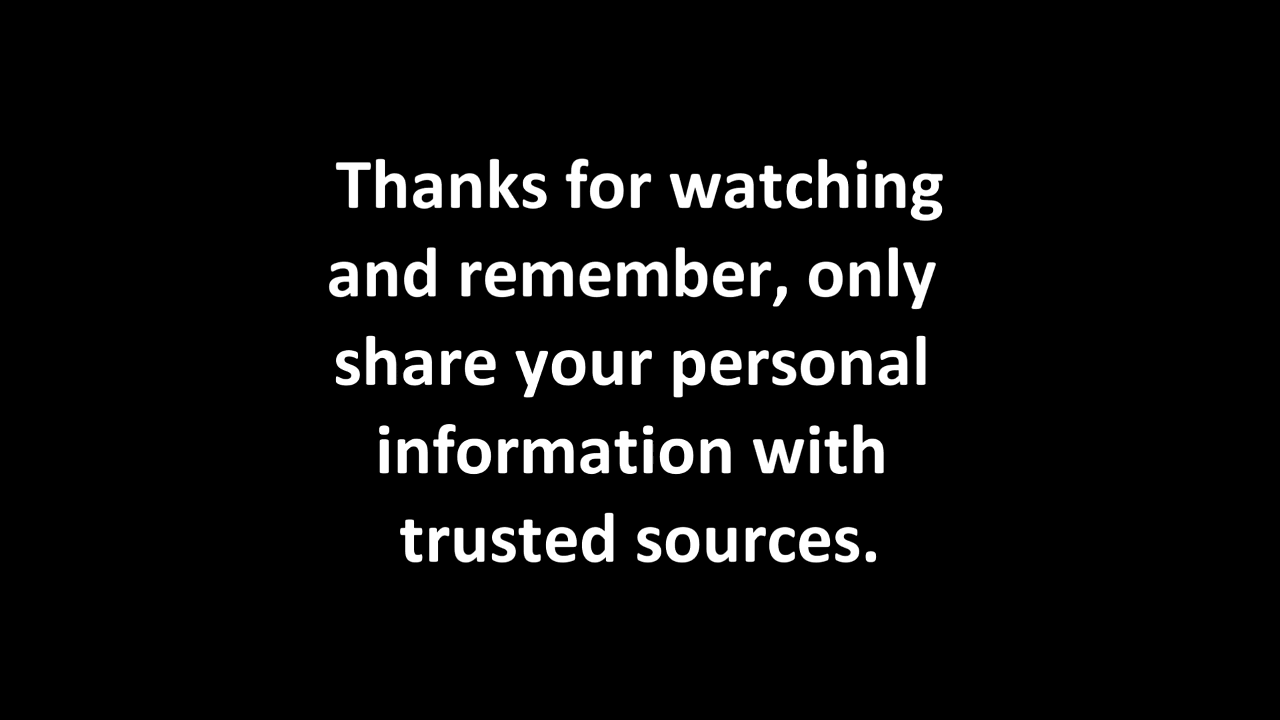 Thanks for watching
and remember, only
share your personal
information with
trusted sources.